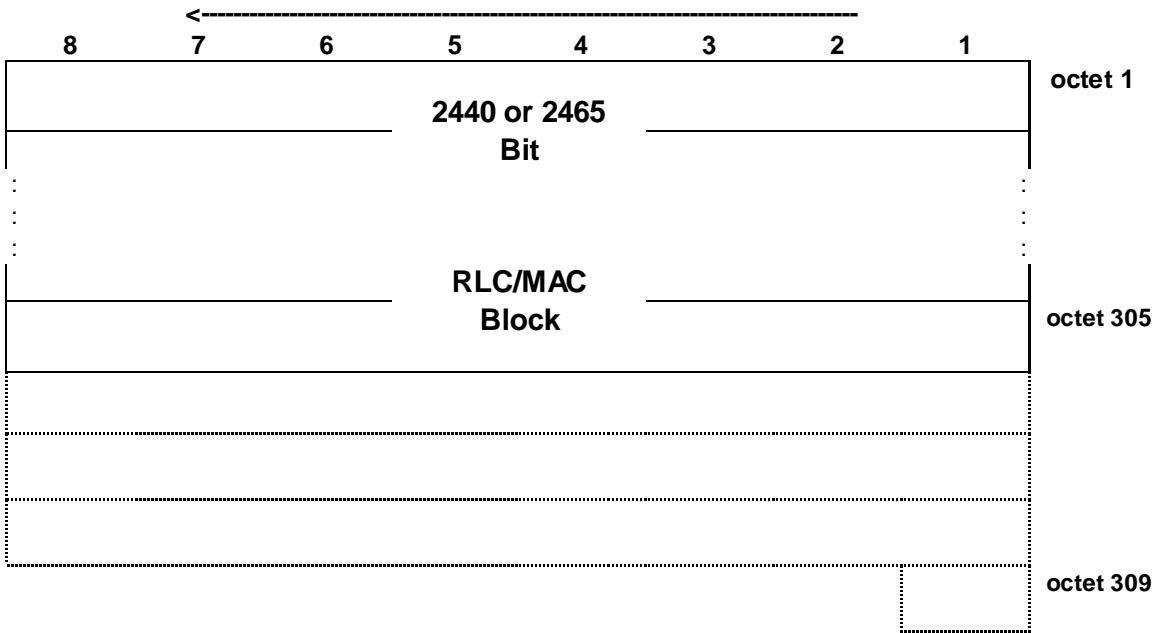 <----------------------------------------------------------------------------------
8 7 6 5 4 3 2 1
octet 1
2440 or 2465
Bit
: :
: :
: :
RLC/MAC
Block
octet 305
octet 309